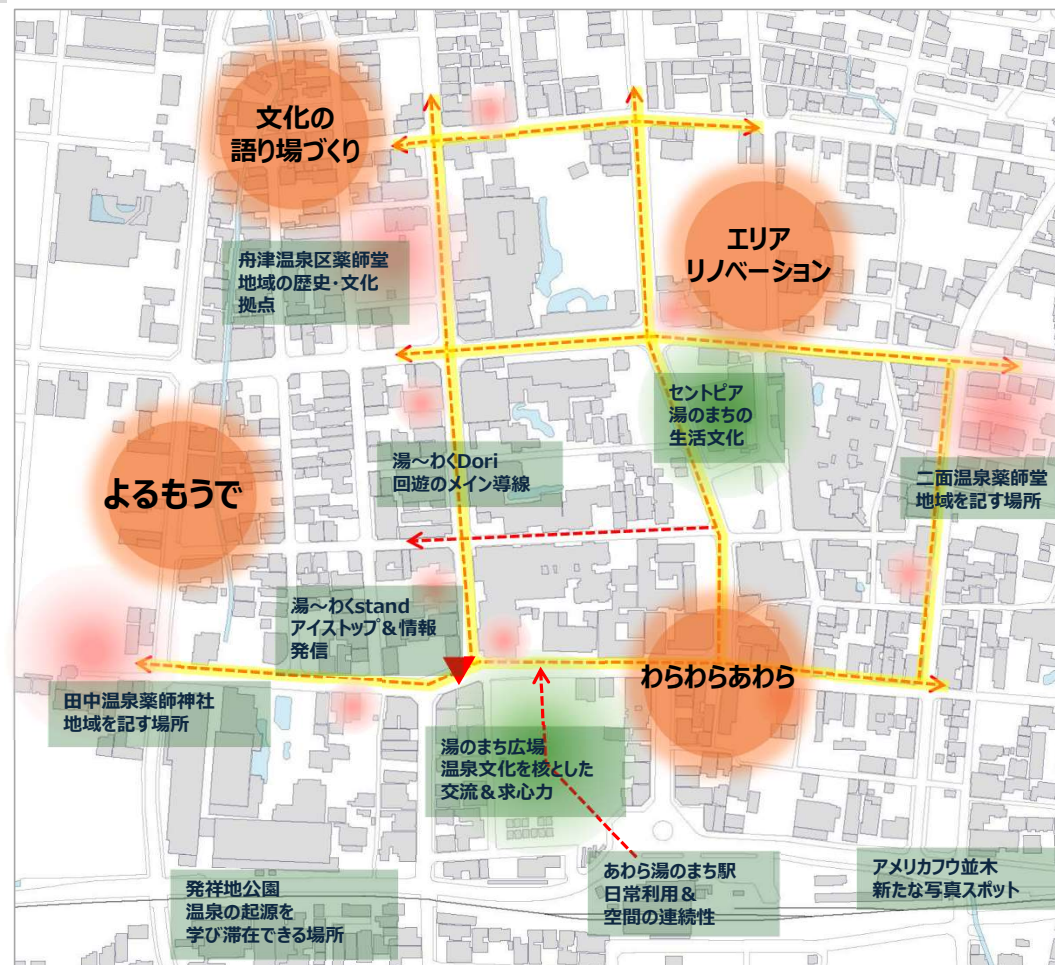 文化の
語り場づくり
エリア
リノベーション
舟津温泉区薬師堂
地域の歴史・文化
拠点
セントピア
湯のまちの
生活文化
湯～わくDori
回遊のメイン導線
二面温泉薬師堂
地域を記す場所
よるもうで
湯～わくstand
アイストップ&情報
発信
わらわらあわら
田中温泉薬師神社
地域を記す場所
湯のまち広場
温泉文化を核とした
交流&求心力
発祥地公園
温泉の起源を
学び滞在できる場所
あわら湯のまち駅
日常利用&
空間の連続性
アメリカフウ並木
新たな写真スポット